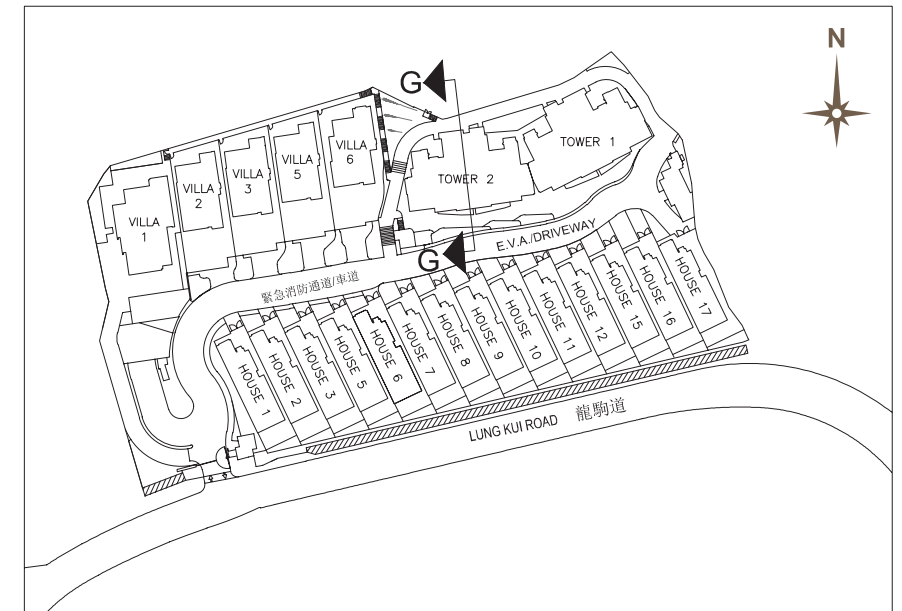 N
G
TOWER 1
VILLA
6
VILLA
5
VILLA
3
VILLA
2
VILLA
1
TOWER 2
G
E.V.A./DRIVEWAY
緊急消防通道/車道
HOUSE 1
HOUSE 2
HOUSE 3
HOUSE 5
HOUSE 6
HOUSE 7
HOUSE 8
HOUSE 9
HOUSE 10
HOUSE 11
HOUSE 12
HOUSE 15
HOUSE 16
HOUSE 17
LUNG KUI ROAD 龍駒道